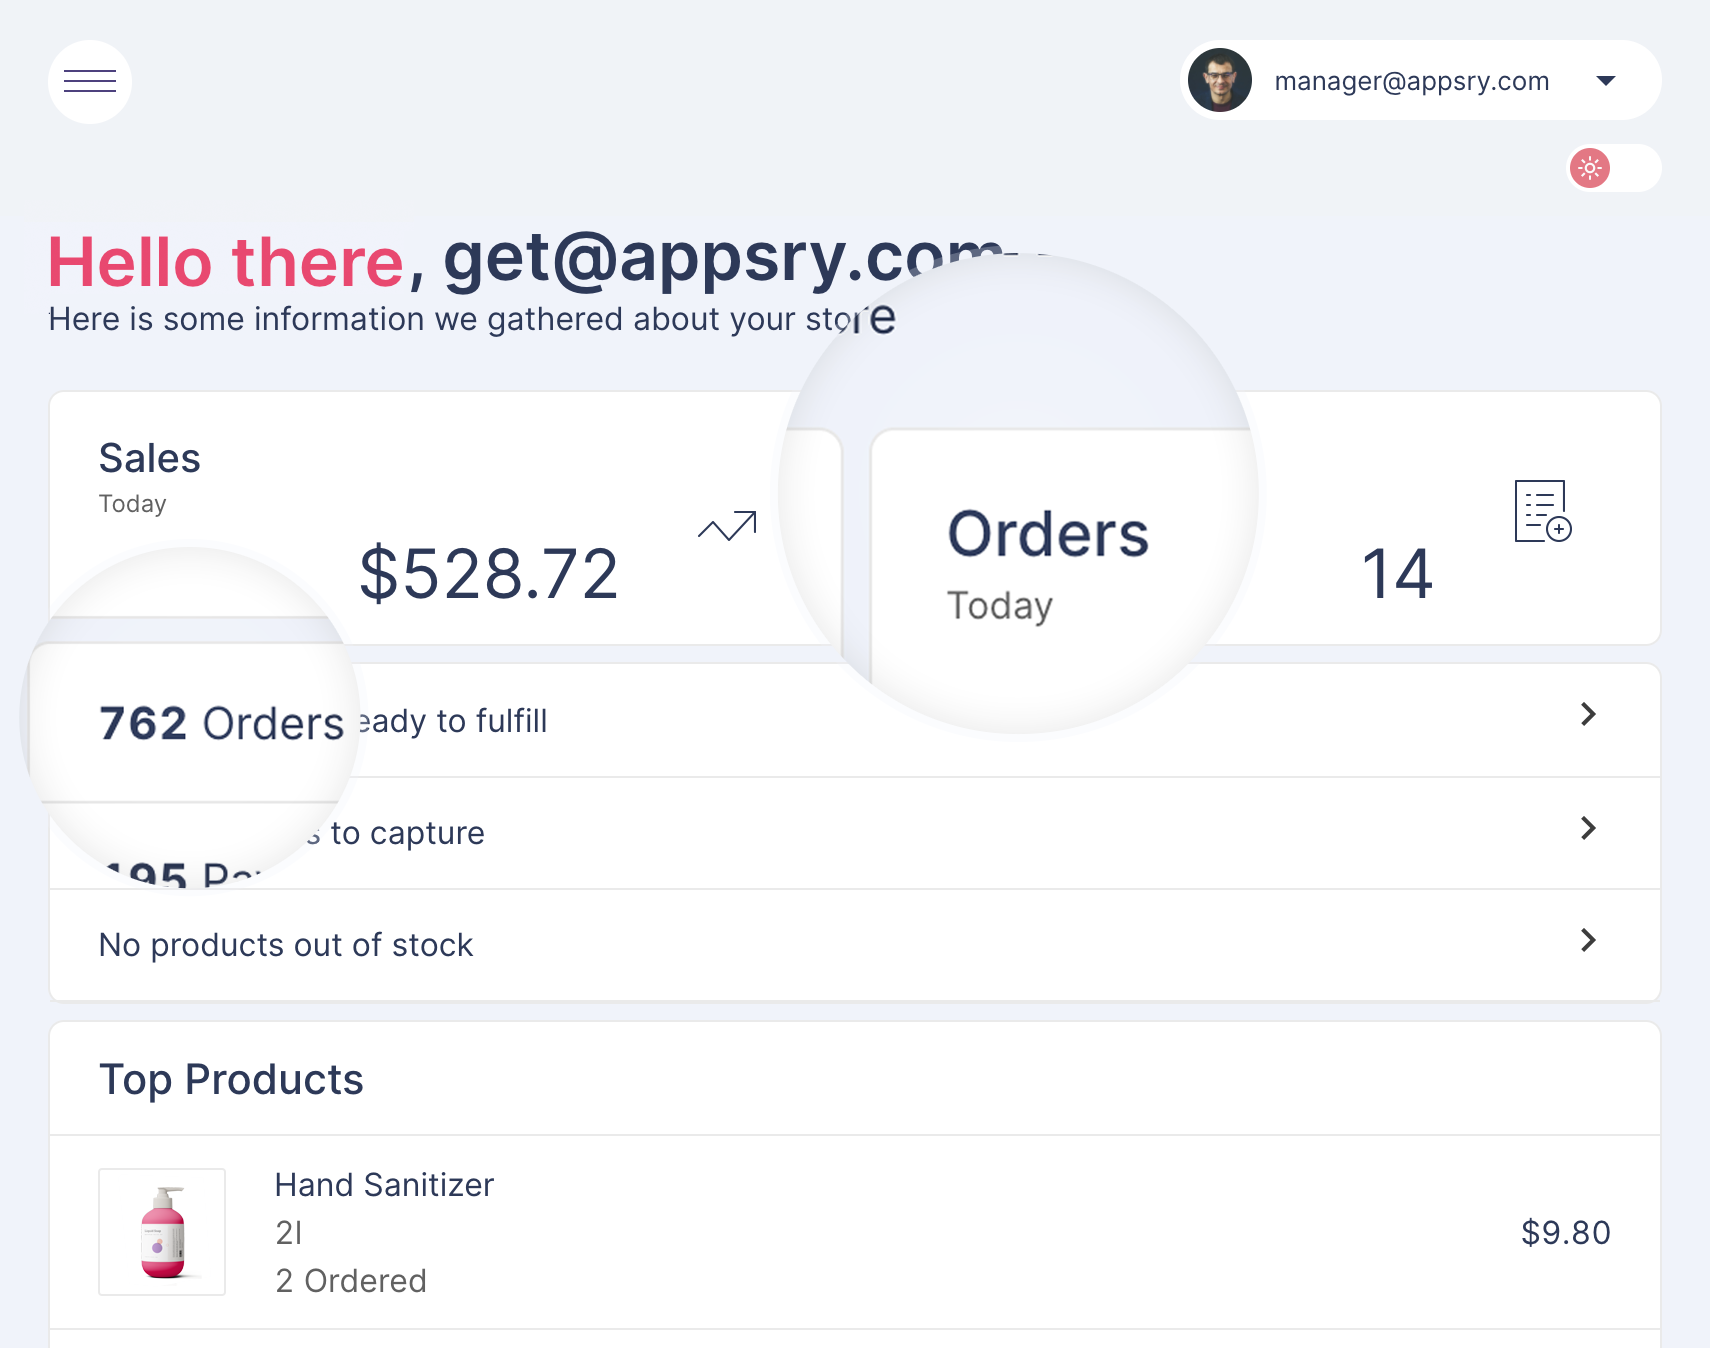 manager@appsry.com
Hello there, get@appsry.com
Here is some information we gathered about your store
Sales
Today
$528.72
Orders
Today
14
762 Orders ready to fulfill
195 to capture
No products out of stock
Top Products
Hand Sanitizer
2l
2 Ordered
$9.80